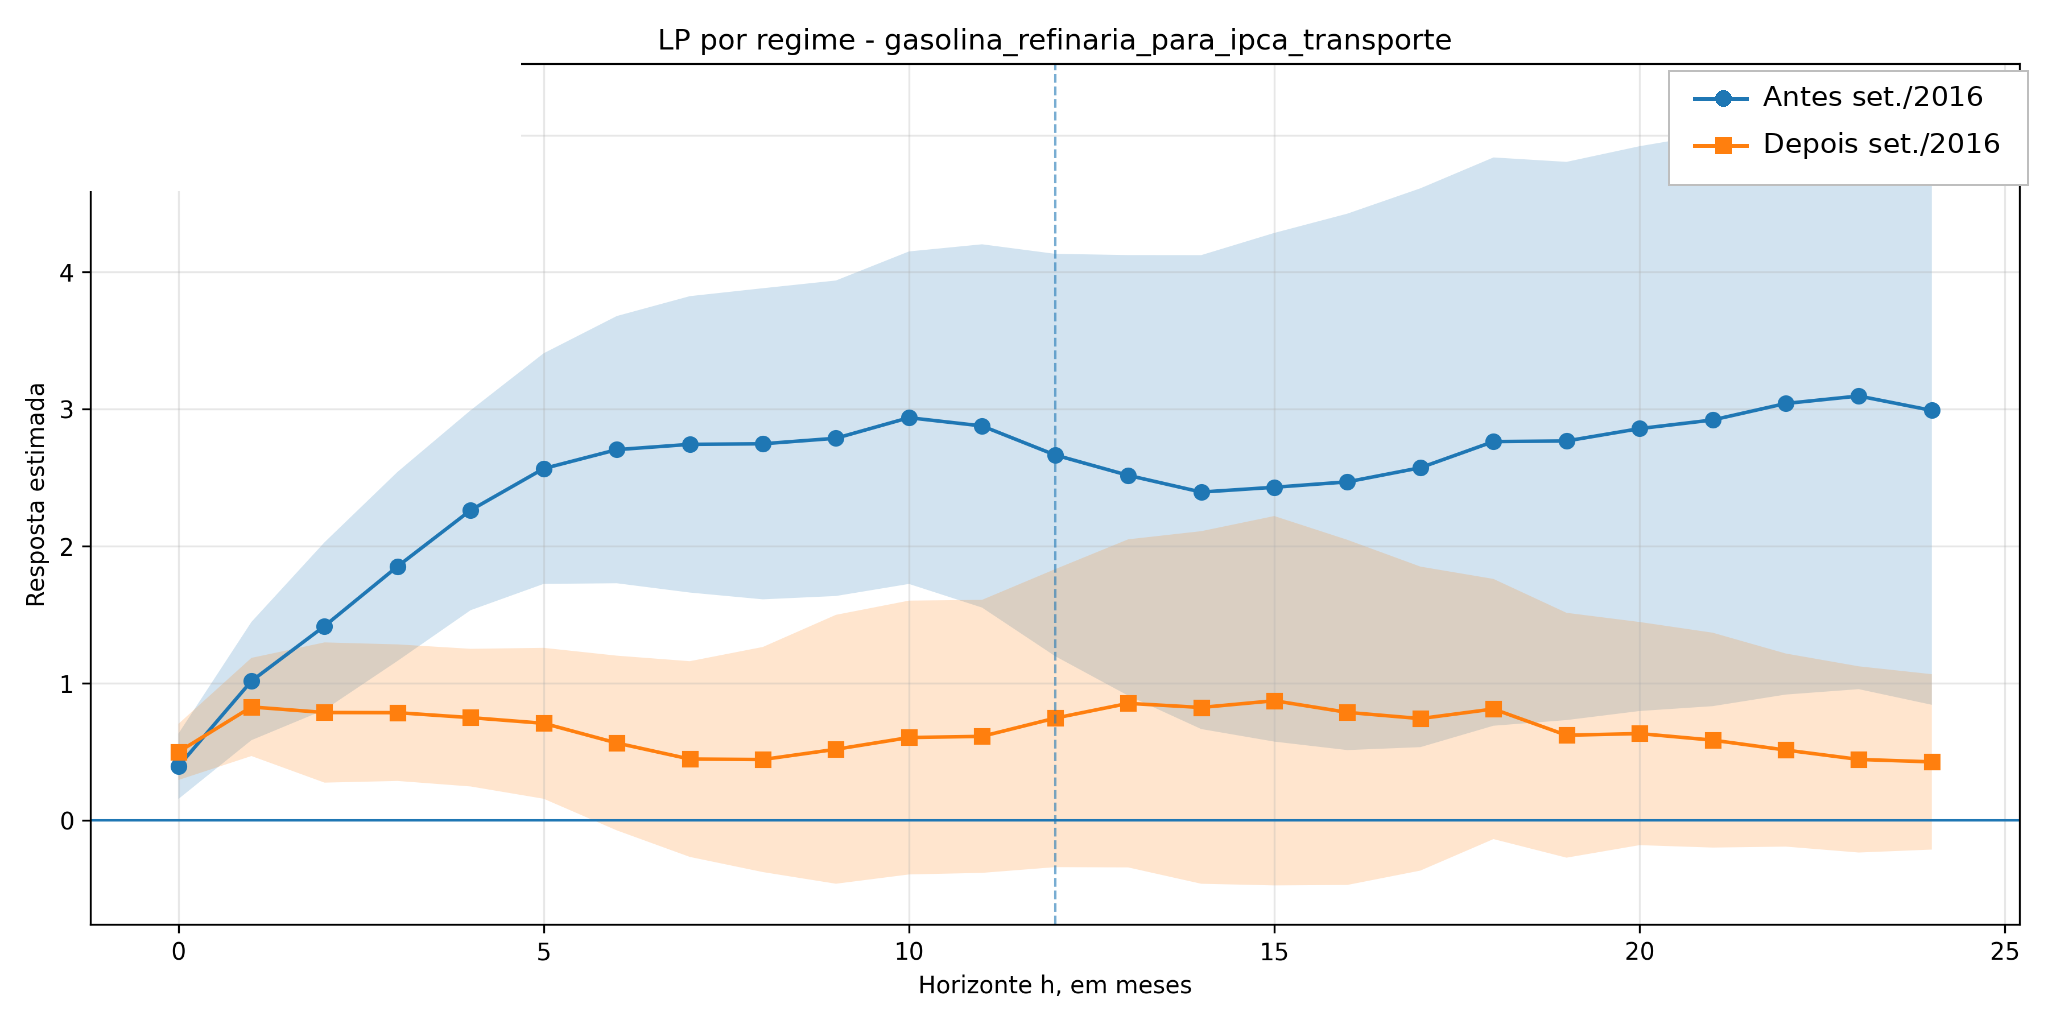 LP por regime - gasolina_refinaria_para_ipca_transporte
Antes set./2016
Depois set./2016
Resposta estimada
4
3
2
1
0
0 5 10 15 20 25
Horizonte h, em meses